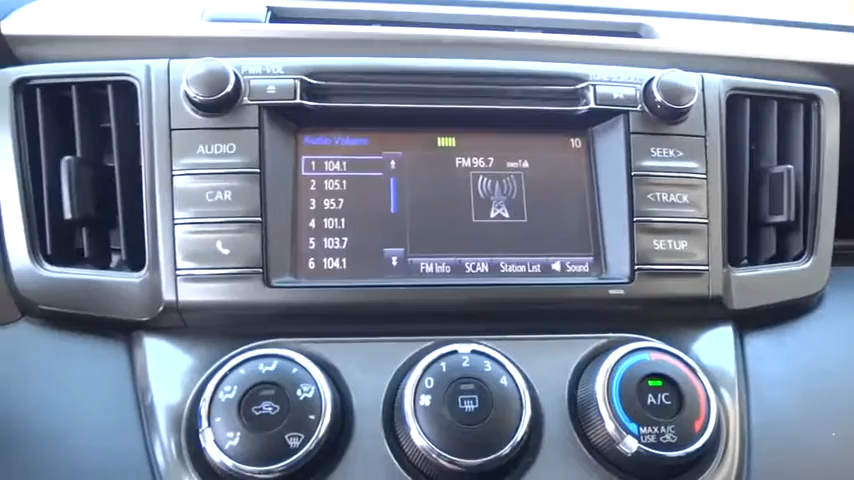 PWR·VOL
TUNE·SCROLL
AUDIO
CAR
SEEK >
< TRACK
SETUP
Audio Volume
10
FM 96.7
1 104.1
2 105.1
3 95.7
4 101.1
5 103.7
6 104.1
FM Info
SCAN
Station List
Sound
0 1 2 3 4 5
A/C
MAX A/C